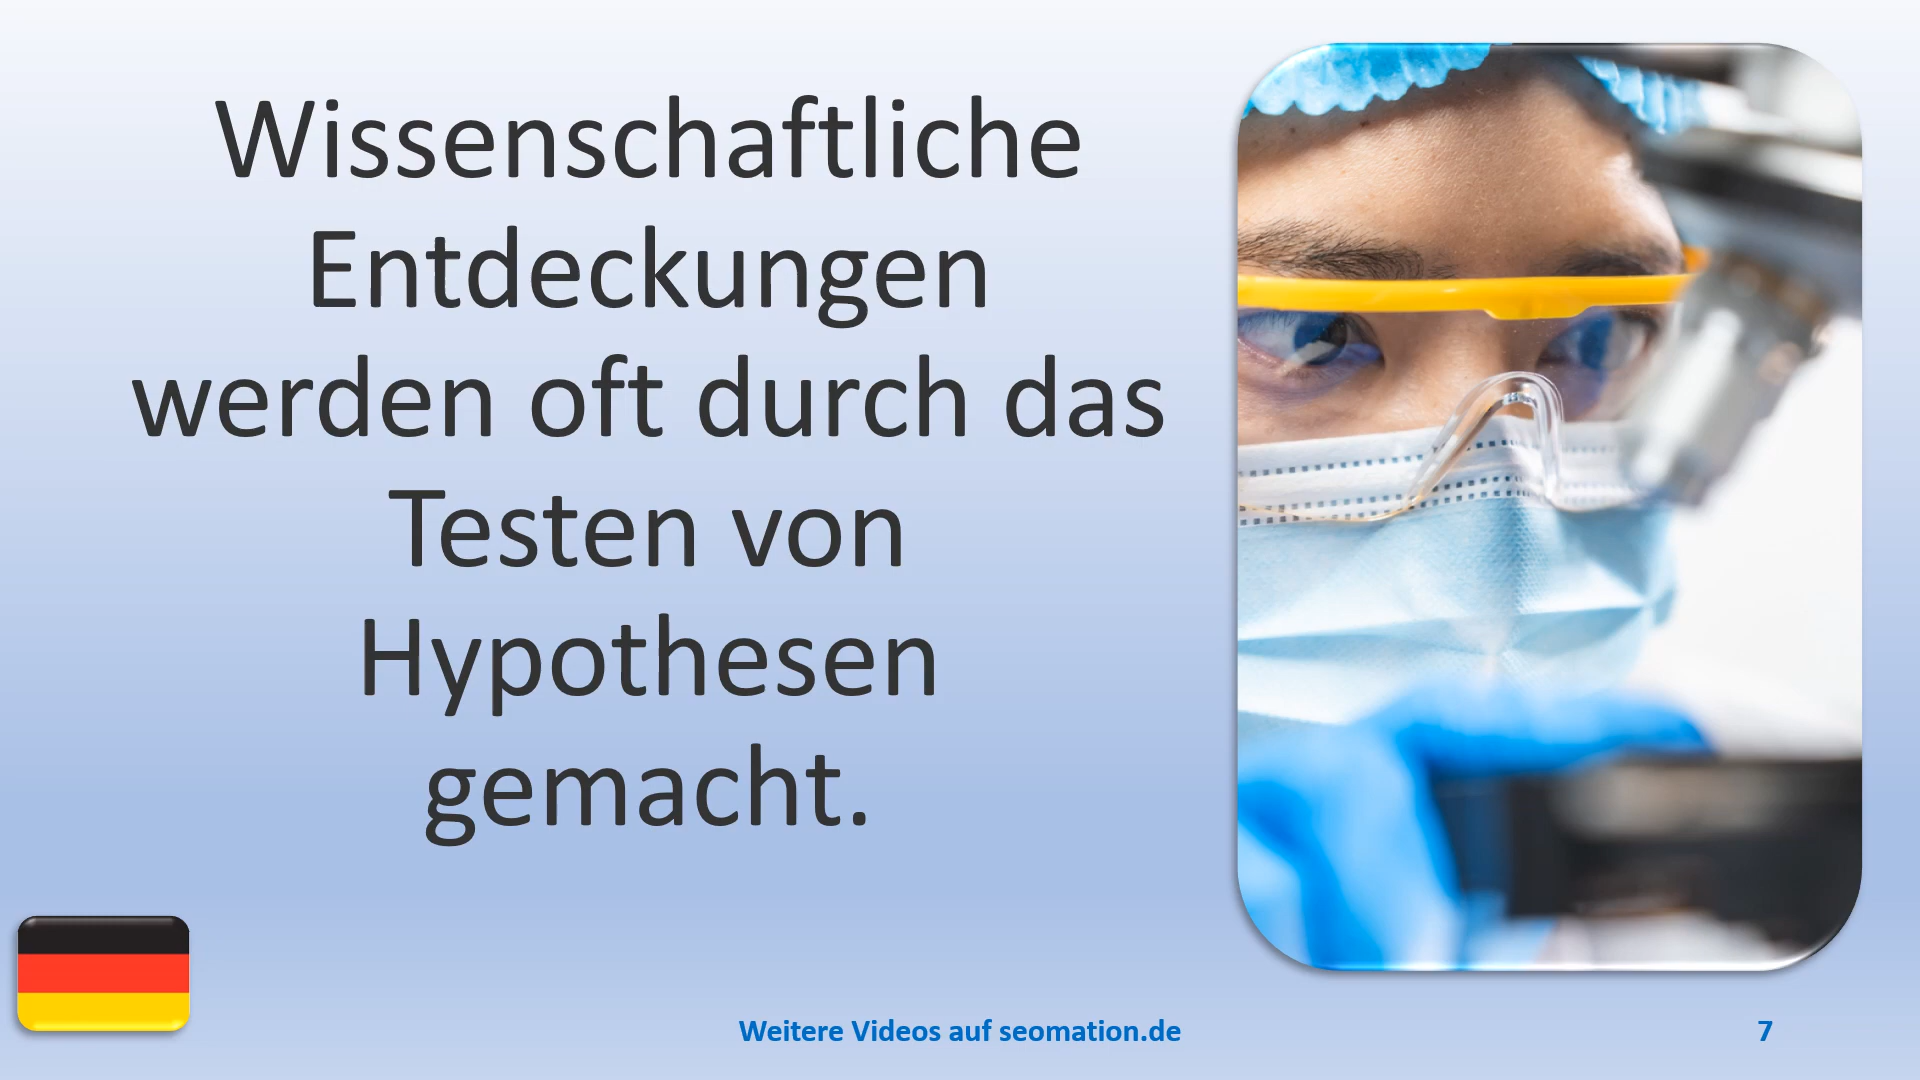 Wissenschaftliche
Entdeckungen
werden oft durch das
Testen von
Hypothesen
gemacht.
Weitere Videos auf seomation.de
7